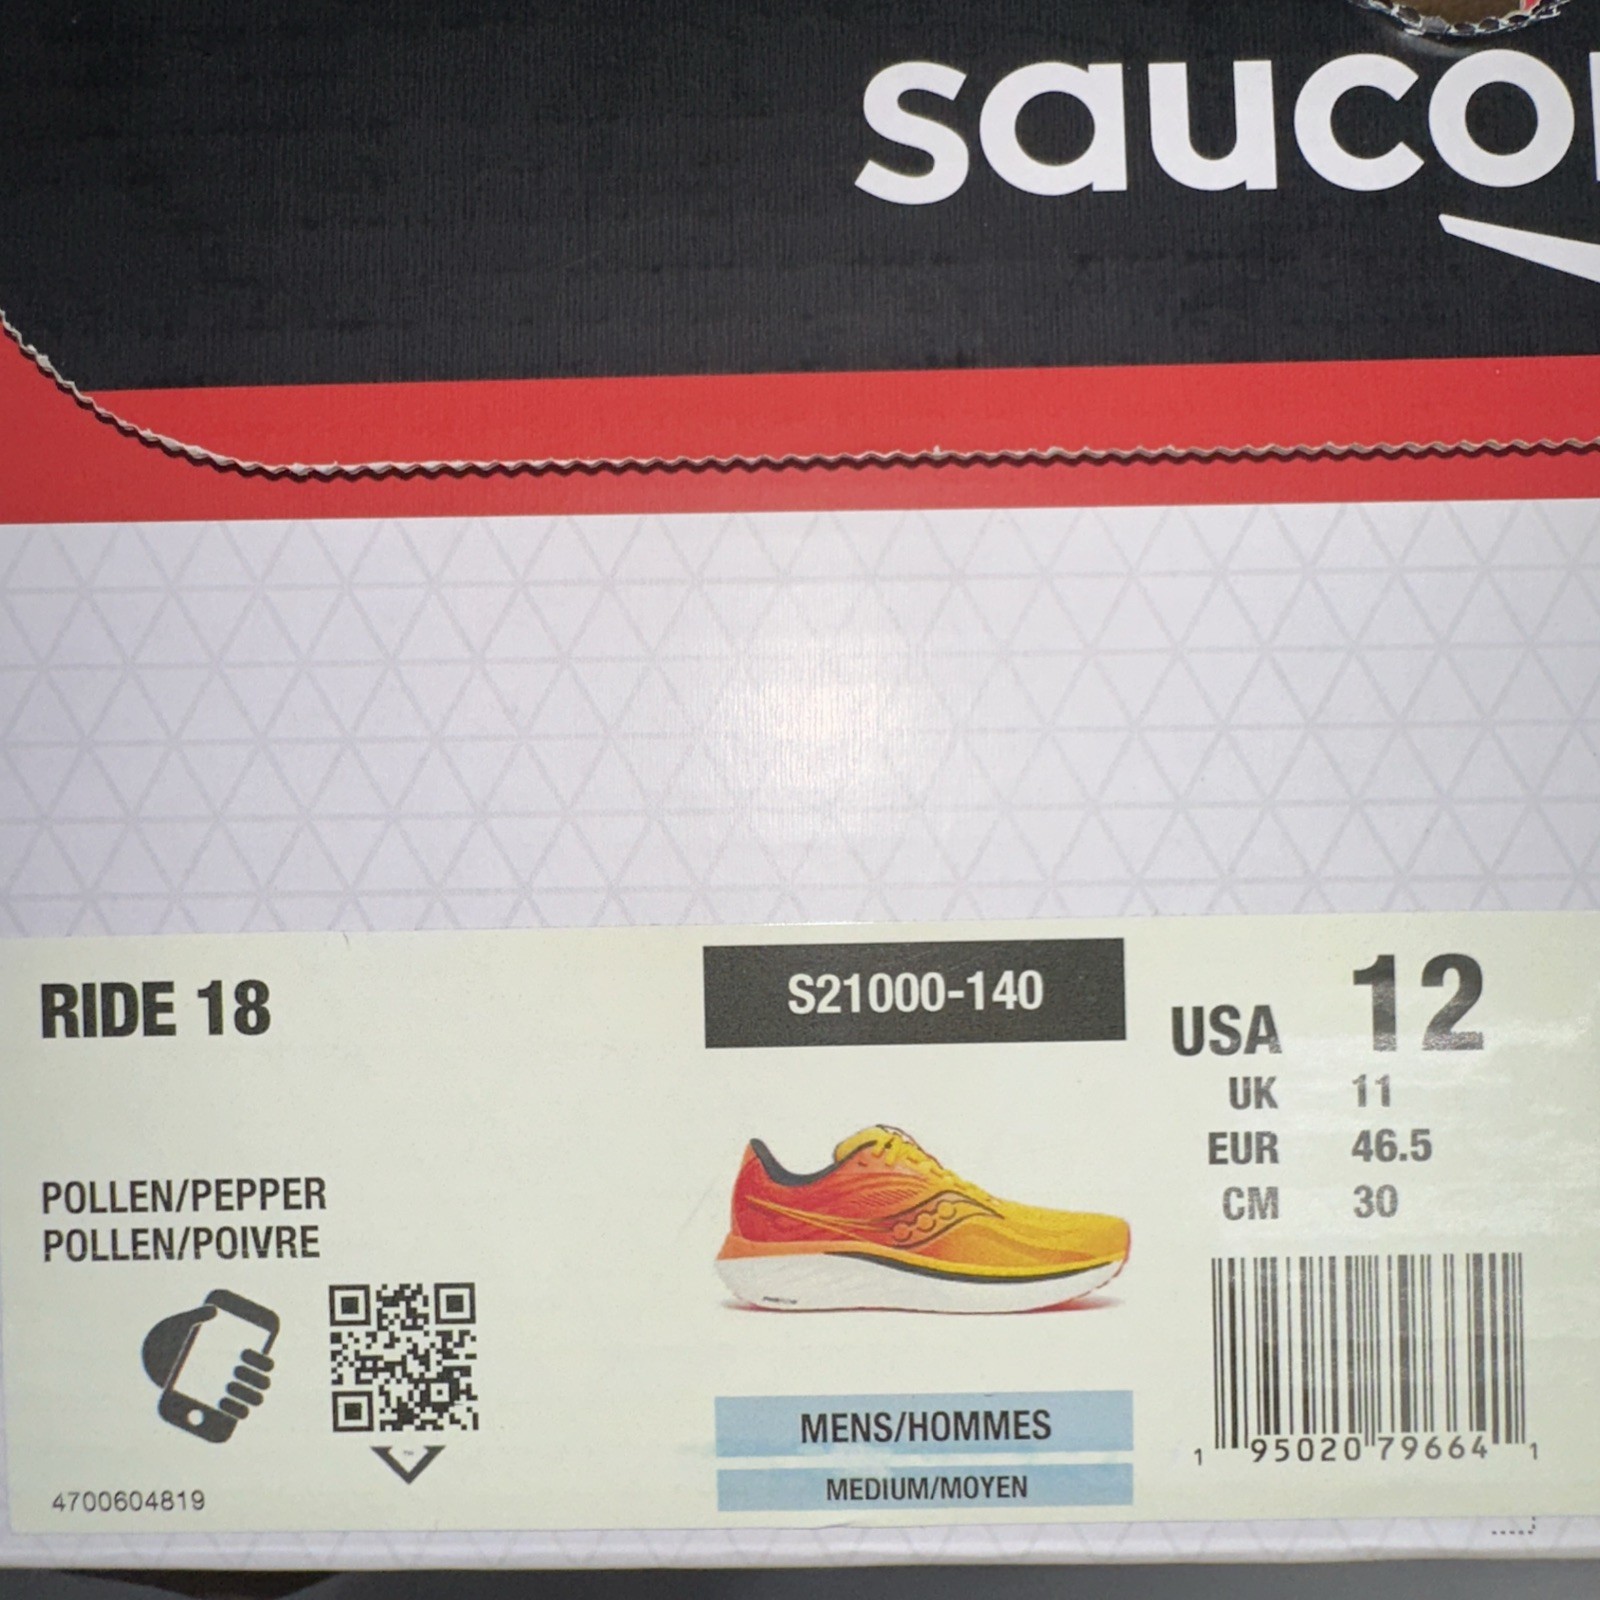 saucon
RIDE 18
S21000-140
USA 12
UK 11
EUR 46.5
CM 30
POLLEN/PEPPER
POLLEN/POIVRE
MENS/HOMMES
MEDIUM/MOYEN
1 95020 79664 1
4700604819